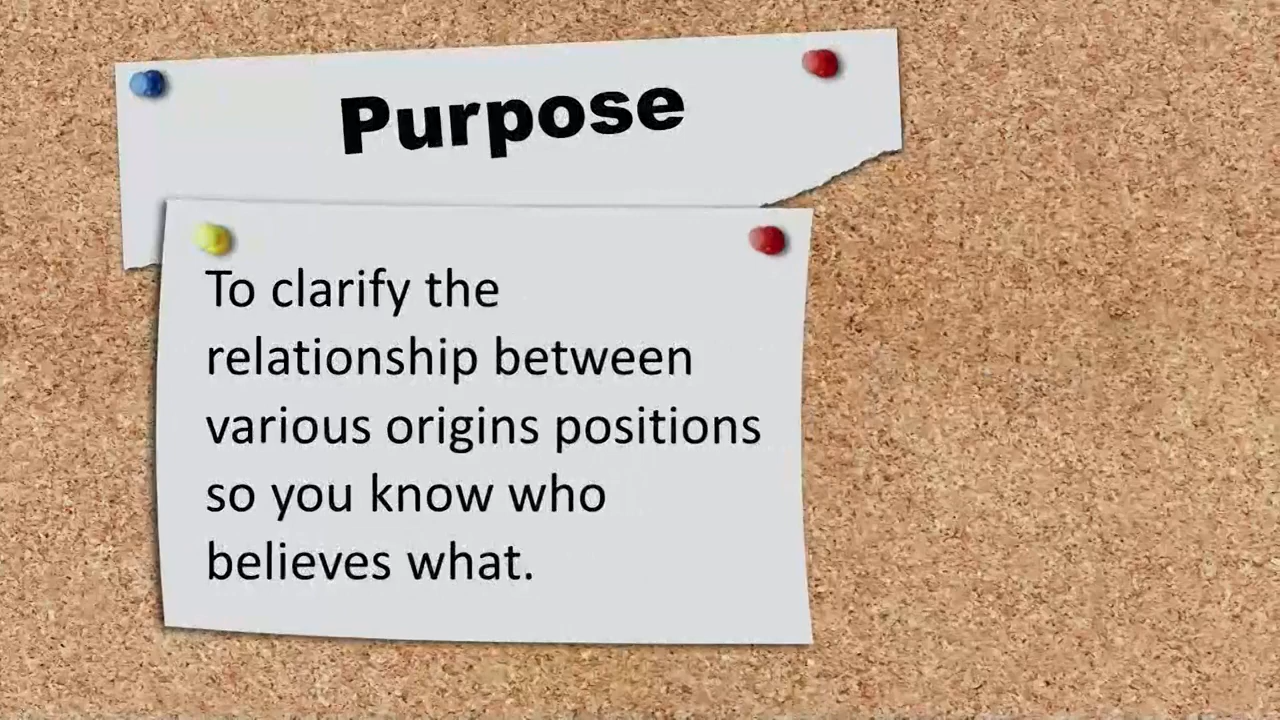 Purpose
To clarify the
relationship between
various origins positions
so you know who
believes what.